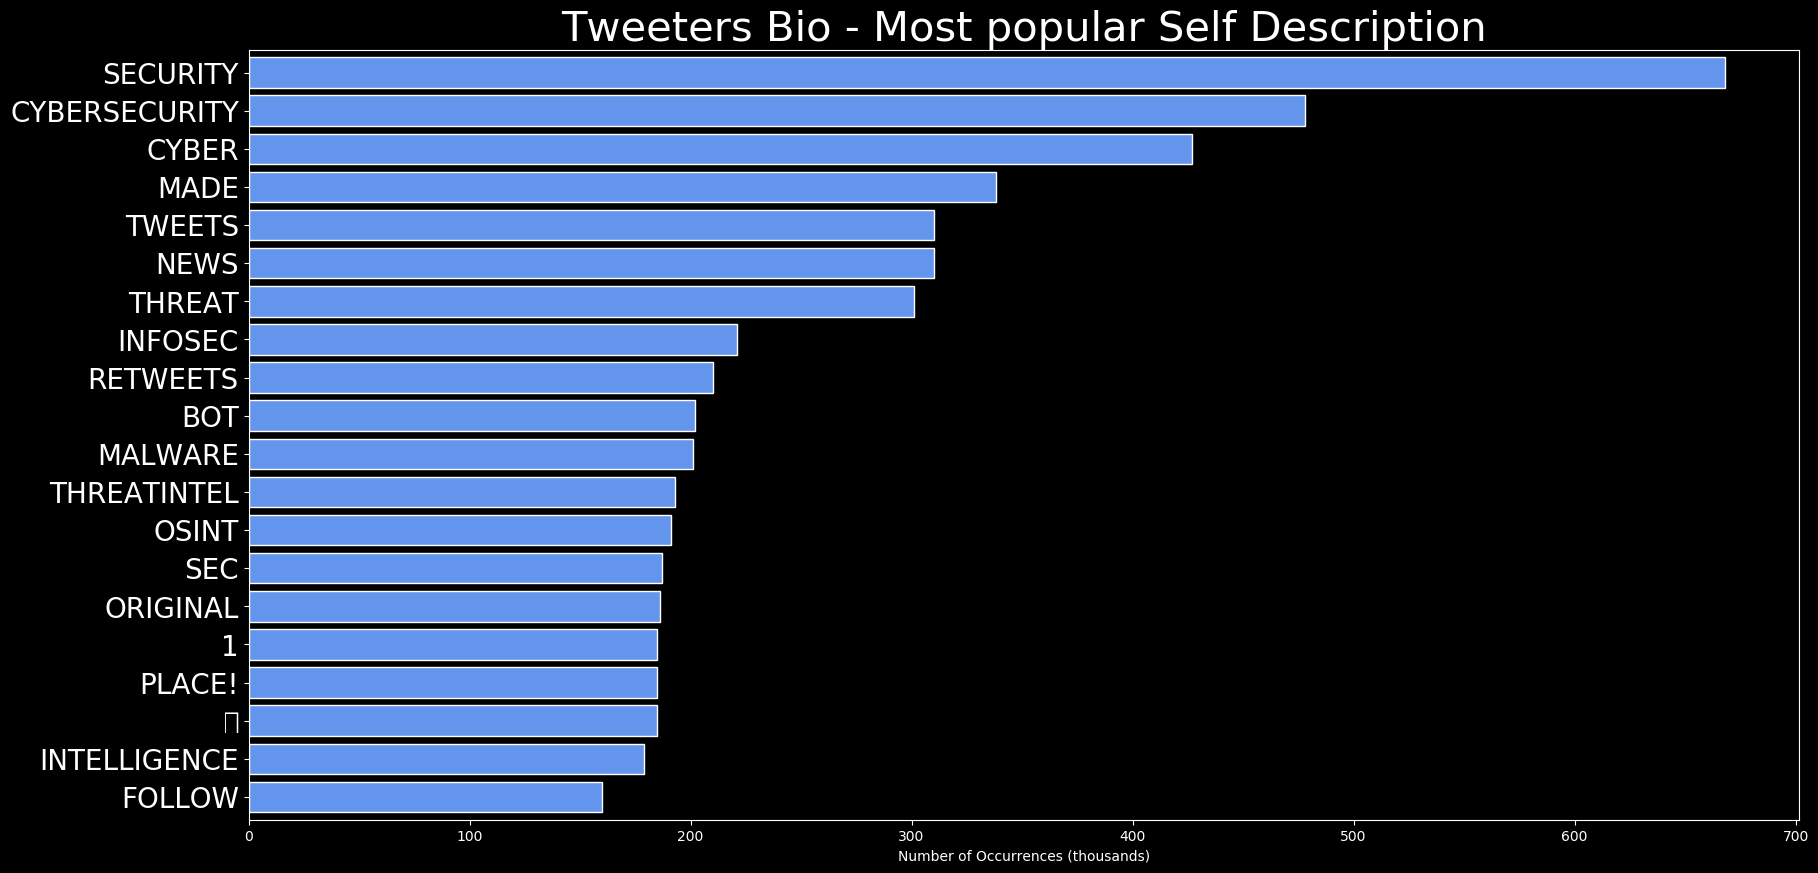 Tweeters Bio - Most popular Self Description
SECURITY
CYBERSECURITY
CYBER
MADE
TWEETS
NEWS
THREAT
INFOSEC
RETWEETS
BOT
MALWARE
THREATINTEL
OSINT
SEC
ORIGINAL
1
PLACE!
INTELLIGENCE
FOLLOW
0 100 200 300 400 500 600 700
Number of Occurrences (thousands)